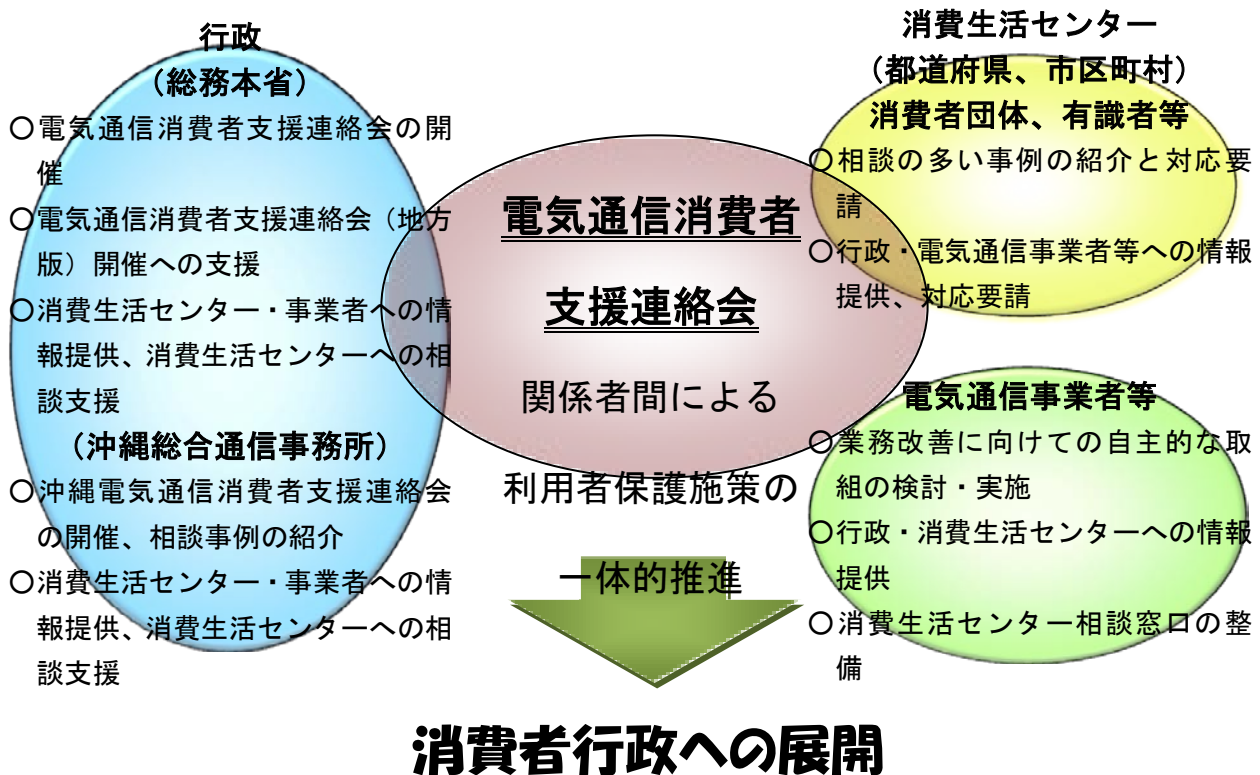 行政
（総務本省）
〇電気通信消費者支援連絡会の開
催
〇電気通信消費者支援連絡会（地方
版）開催への支援
〇消費生活センター・事業者への情
報提供、消費生活センターへの相
談支援
（沖縄総合通信事務所）
〇沖縄電気通信消費者支援連絡会
の開催、相談事例の紹介
〇消費生活センター・事業者への情
報提供、消費生活センターへの相
談支援
電気通信消費者
支援連絡会
関係者間による
利用者保護施策の
一体的推進
消費生活センター
（都道府県、市区町村）
消費者団体、有識者等
〇相談の多い事例の紹介と対応要
請
〇行政・電気通信事業者等への情報
提供、対応要請
電気通信事業者等
〇業務改善に向けての自主的な取
組の検討・実施
〇行政・消費生活センターへの情報
提供
〇消費生活センター相談窓口の整
備
消費者行政への展開